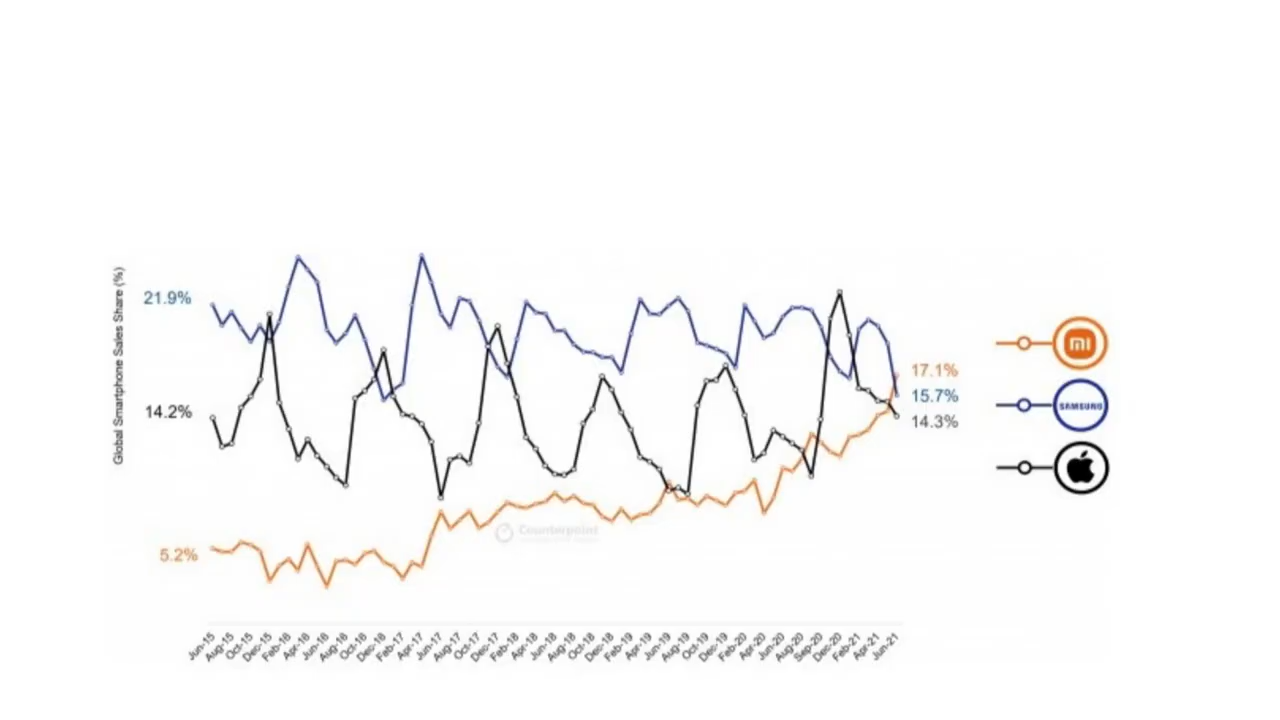 Global Smartphone Sales Share (%)
21.9%
14.2%
5.2%
17.1%
15.7%
14.3%
mi
SAMSUNG
Counterpoint
Jun-15
Aug-15
Oct-15
Dec-15
Feb-16
Apr-16
Jun-16
Aug-16
Oct-16
Dec-16
Feb-17
Apr-17
Jun-17
Aug-17
Oct-17
Dec-17
Feb-18
Apr-18
Jun-18
Aug-18
Oct-18
Dec-18
Feb-19
Apr-19
Jun-19
Aug-19
Oct-19
Dec-19
Feb-20
Apr-20
Jun-20
Aug-20
Sep-20
Dec-20
Feb-21
Apr-21
Jun-21